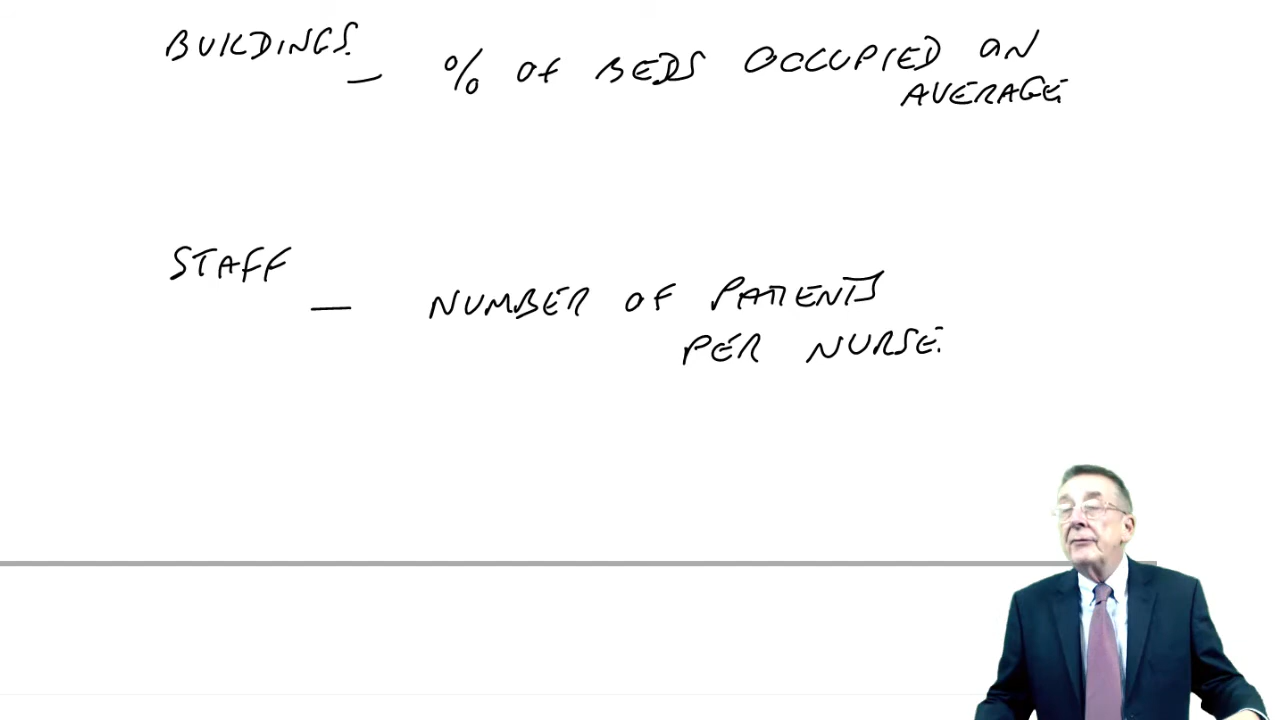 BUILDINGS.
— % OF BEDS OCCUPIED ON
AVERAGE.
STAFF
— NUMBER OF PATIENTS
PER NURSE.